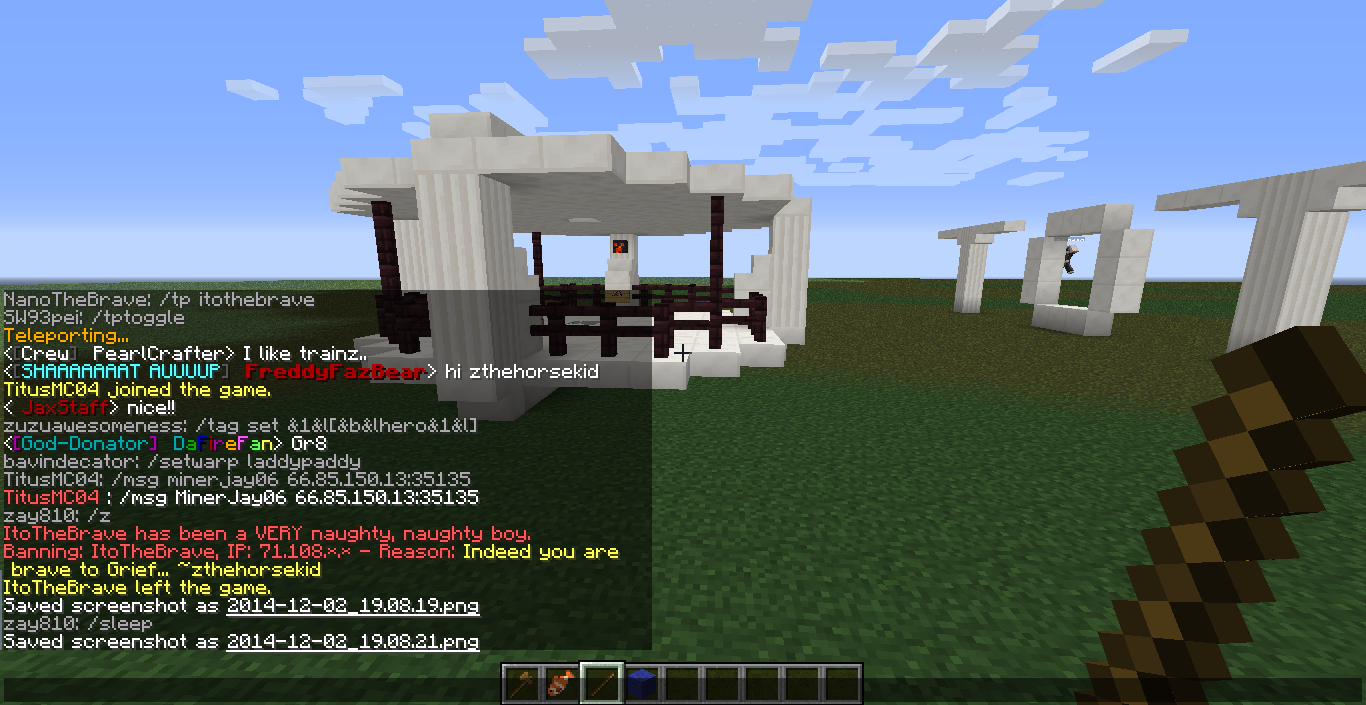 NanoTheBrave: /tp itothebrave
SW93pei: /tptoggle
Teleporting...
<[Crew] PearlCrafter> I like trainz..
<[SHAAAAAAAT AUUUUP] FreddyFazBear> hi zthehorsekid
TitusMC04 joined the game.
< JaxStaff> nice!!
zuzuawesomeness: /tag set &1&l[&b&lhero&1&l]
<[God-Donator] DaFireFan> Gr8
bavindecator: /setwarp laddypaddy
TitusMC04: /msg minerjay06 66.85.150.13:35135
TitusMC04 : /msg MinerJay06 66.85.150.13:35135
zay810: /z
ItoTheBrave has been a VERY naughty, naughty boy.
Banning: ItoTheBrave, IP: 71.108.*.* - Reason: Indeed you are
brave to Grief... ~zthehorsekid
ItoTheBrave left the game.
Saved screenshot as 2014-12-02_19.08.19.png
zay810: /sleep
Saved screenshot as 2014-12-02_19.08.21.png